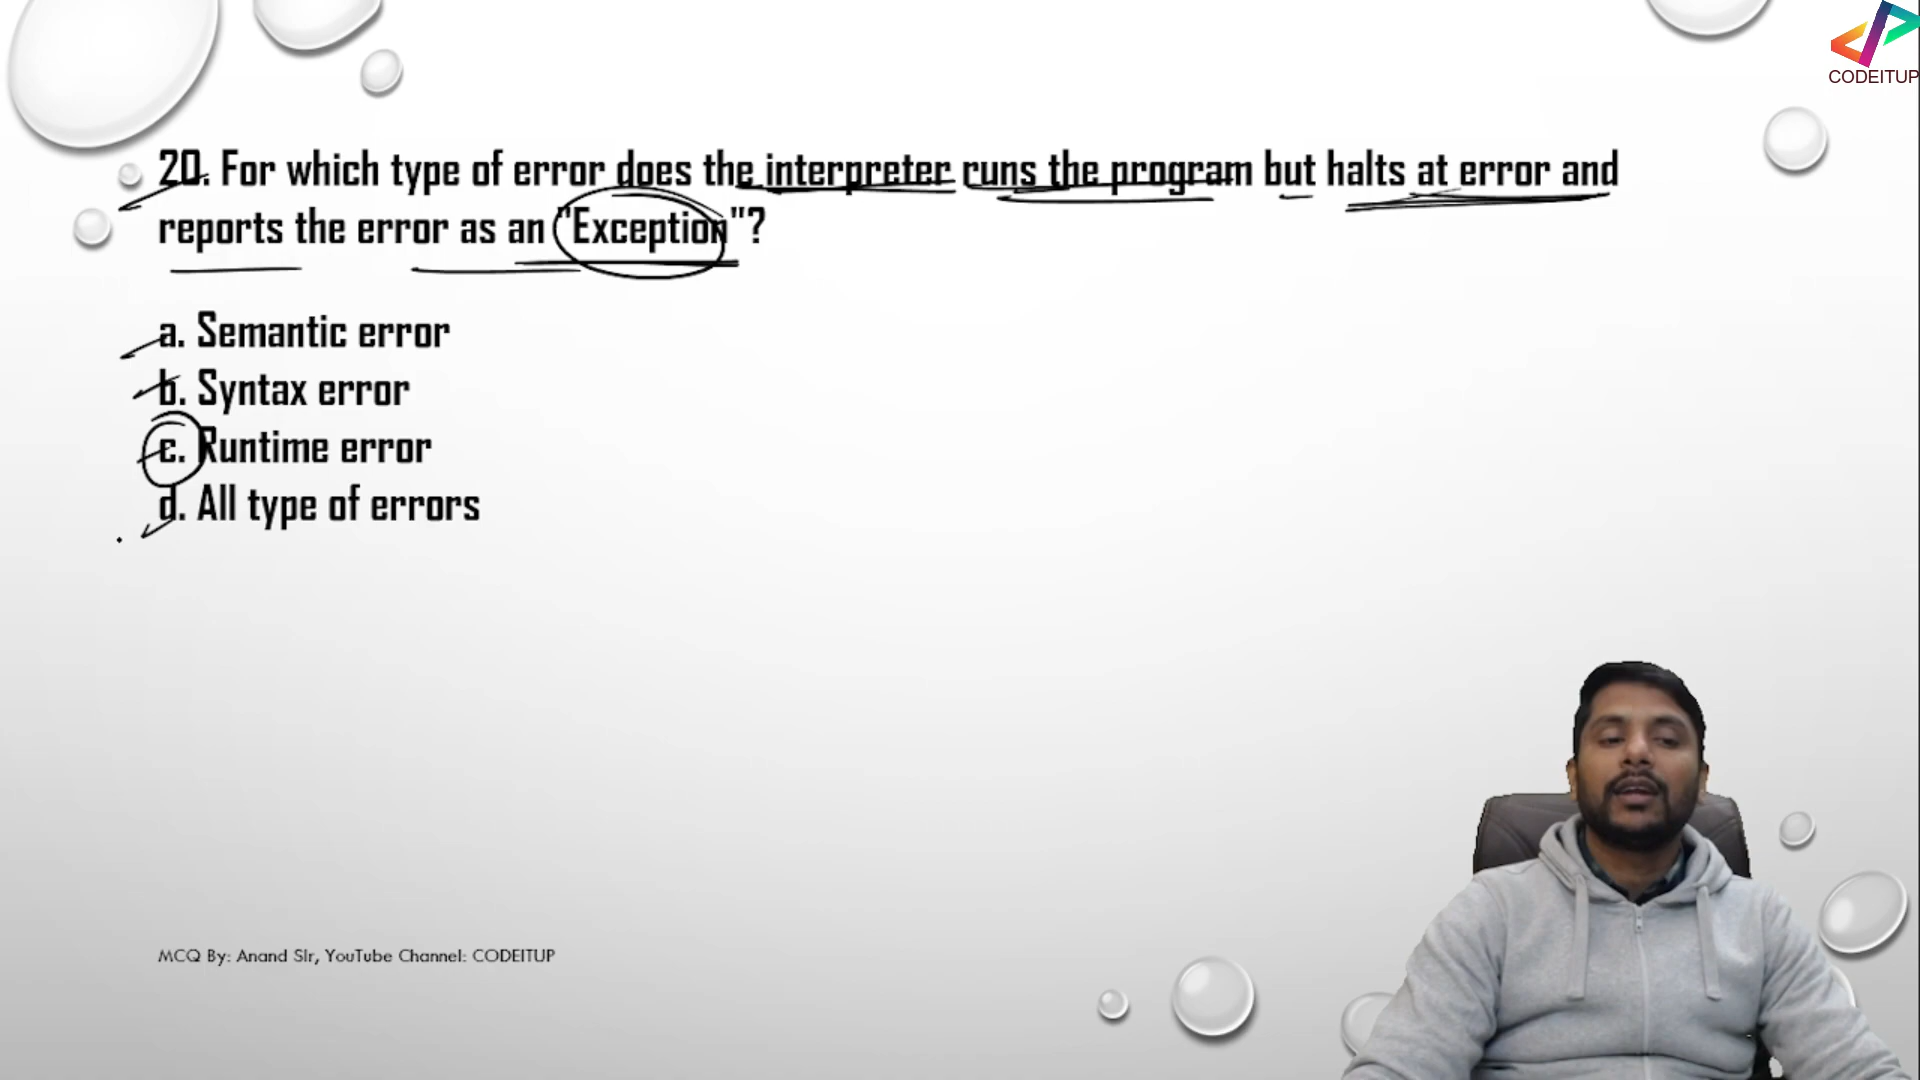 CODEITUP
20. For which type of error does the interpreter runs the program but halts at error and
reports the error as an "Exception"?
a. Semantic error
b. Syntax error
c. Runtime error
d. All type of errors
MCQ By: Anand SIr, YouTube Channel: CODEITUP